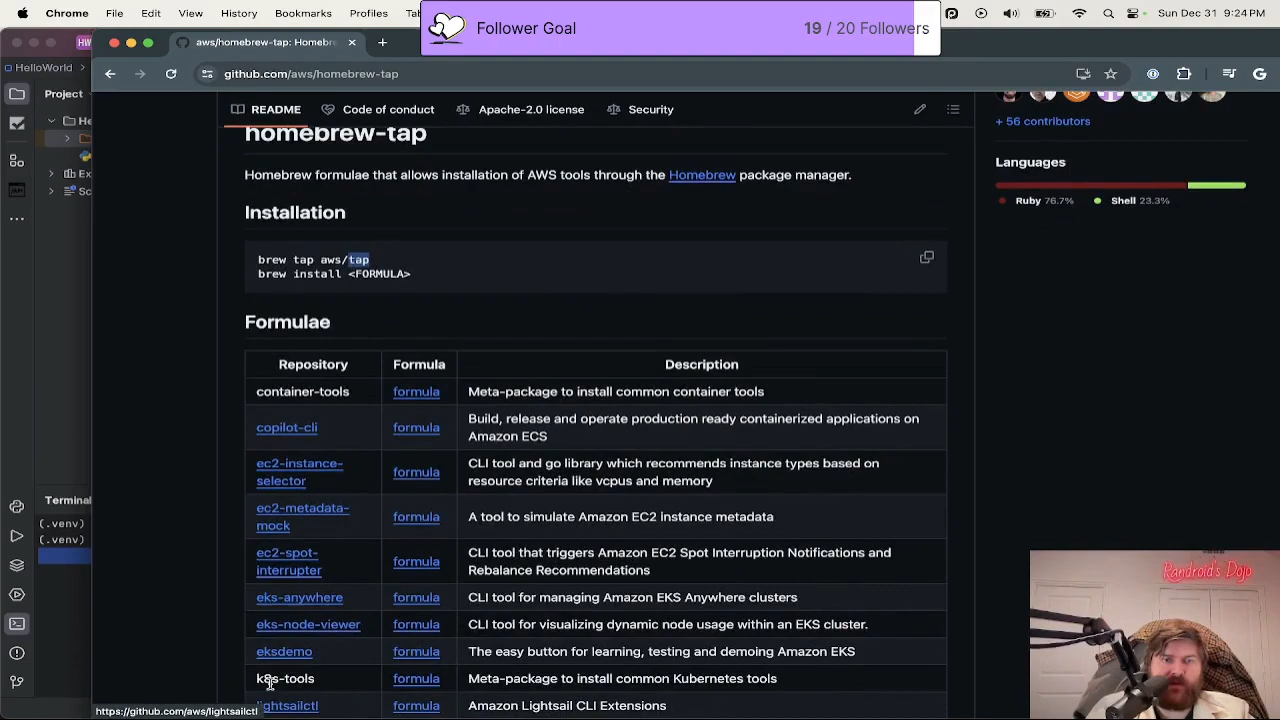 View
History
Bookmarks
Follower Goal
19 / 20 Followers
Sun Dec 31 9:24 PM
HW
aws/homebrew-tap: Homebre
HelloWorld
github.com/aws/homebrew-tap
Project
README
Code of conduct
Apache-2.0 license
Security
homebrew-tap
+ 56 contributors
Homebrew formulae that allows installation of AWS tools through the Homebrew package manager.
Languages
Ruby 76.7%
Shell 23.3%
Installation
brew tap aws/tap
brew install <FORMULA>
Formulae
Repository
Formula
Description
container-tools
formula
Meta-package to install common container tools
copilot-cli
formula
Build, release and operate production ready containerized applications on
Amazon ECS
ec2-instance-
selector
formula
CLI tool and go library which recommends instance types based on
resource criteria like vcpus and memory
ec2-metadata-
mock
formula
A tool to simulate Amazon EC2 instance metadata
ec2-spot-
interrupter
formula
CLI tool that triggers Amazon EC2 Spot Interruption Notifications and
Rebalance Recommendations
eks-anywhere
formula
CLI tool for managing Amazon EKS Anywhere clusters
eks-node-viewer
formula
CLI tool for visualizing dynamic node usage within an EKS cluster.
eksdemo
formula
The easy button for learning, testing and demoing Amazon EKS
k8s-tools
formula
Meta-package to install common Kubernetes tools
lightsailctl
formula
Amazon Lightsail CLI Extensions
https://github.com/aws/lightsailctl
Terminal
(.venv)
(.venv)
Randroid's Dojo